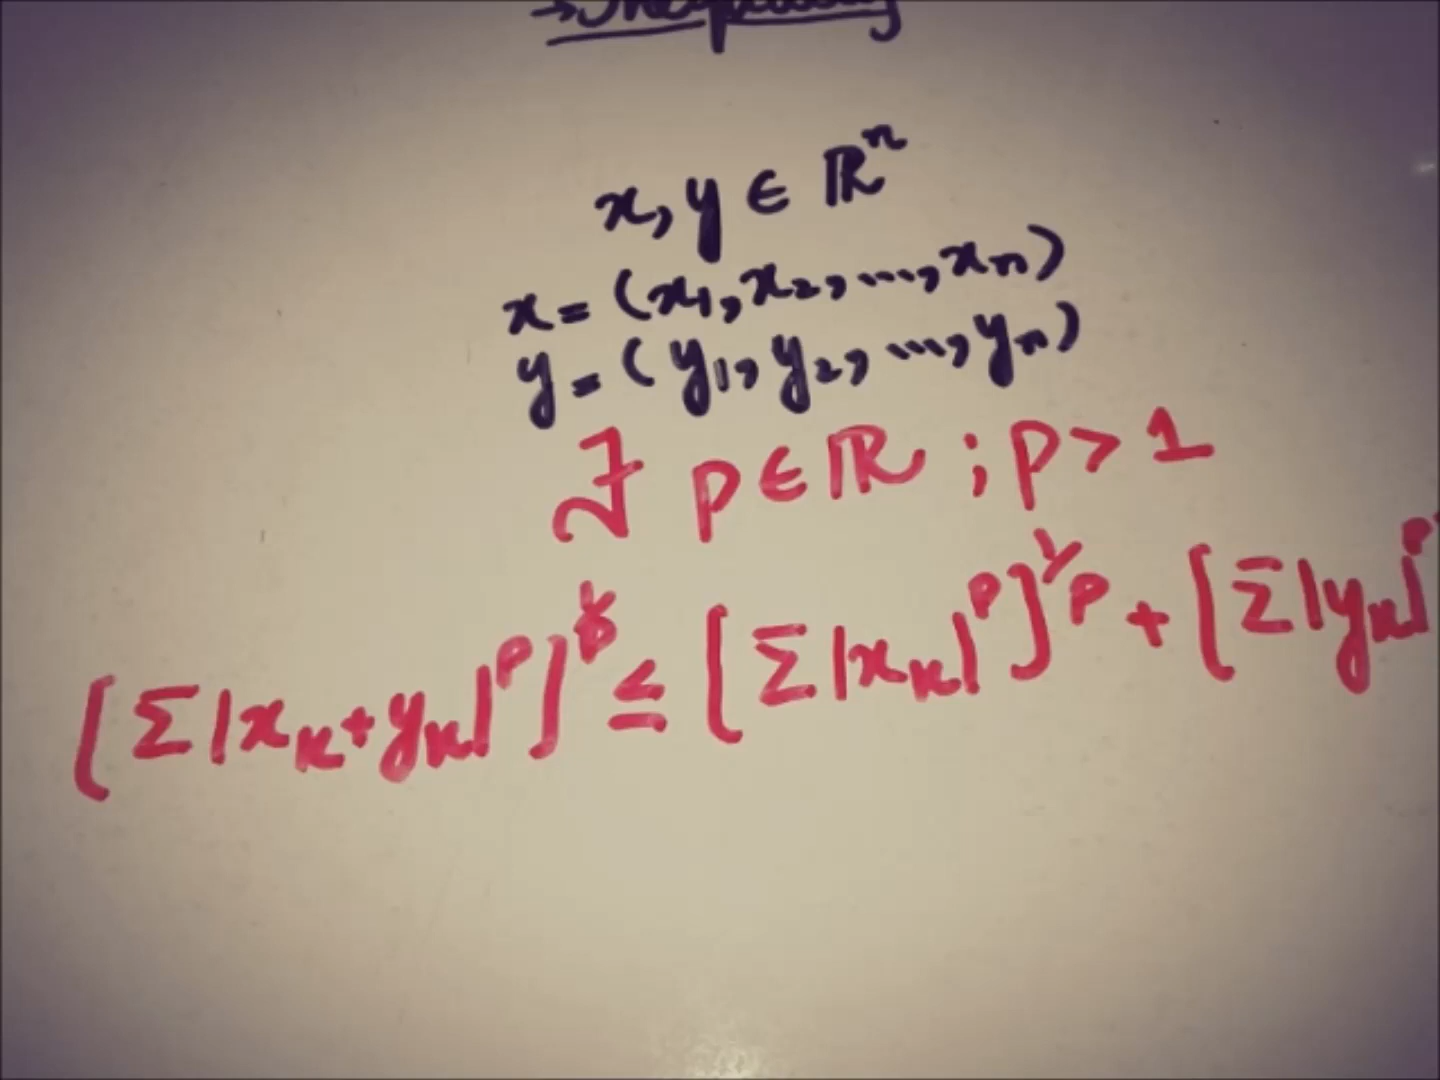 x, y ∈ ℝⁿ
x = (x₁, x₂, ..., xₙ)
y = (y₁, y₂, ..., yₙ)
∃ p ∈ ℝ ; p > 1
[Σ|xₖ+yₖ|^p]^{1/p} ≤ [Σ|xₖ|^p]^{1/p} + [Σ|yₖ|^p